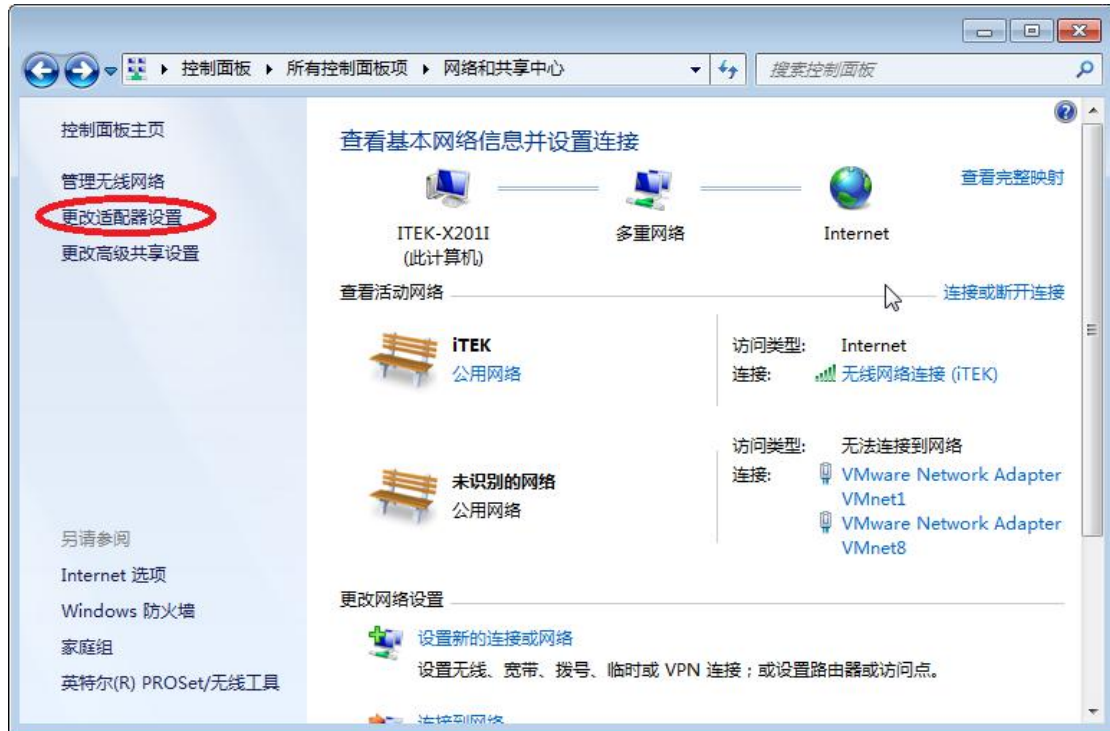 控制面板 ▸ 所有控制面板项 ▸ 网络和共享中心
搜索控制面板
控制面板主页
管理无线网络
更改适配器设置
更改高级共享设置
另请参阅
Internet 选项
Windows 防火墙
家庭组
英特尔(R) PROSet/无线工具
查看基本网络信息并设置连接
查看完整映射
ITEK-X201I
(此计算机)
多重网络
Internet
查看活动网络
连接或断开连接
iTEK
公用网络
访问类型: Internet
连接: 无线网络连接 (iTEK)
未识别的网络
公用网络
访问类型: 无法连接到网络
连接: VMware Network Adapter
VMnet1
VMware Network Adapter
VMnet8
更改网络设置
设置新的连接或网络
设置无线、宽带、拨号、临时或 VPN 连接；或设置路由器或访问点。
连接到网络